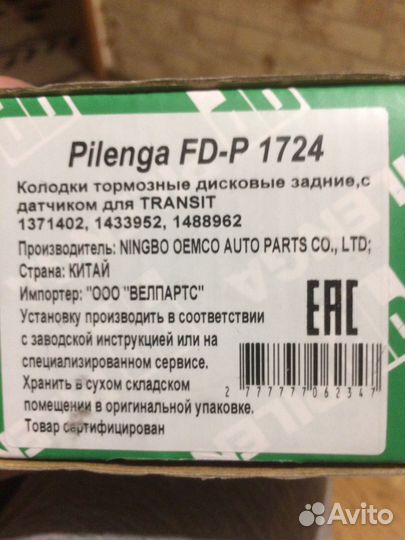 Pilenga FD-P 1724
Колодки тормозные дисковые задние,с
датчиком для TRANSIT
1371402, 1433952, 1488962
Производитель: NINGBO OEMCO AUTO PARTS CO., LTD;
Страна: КИТАЙ
Импортер: "ООО "ВЕЛПАРТС"
Установку производить в соответствии
с заводской инструкцией или на
специализированном сервисе.
Хранить в сухом складском
помещении в оригинальной упаковке.
Товар сертифицирован
EAC
2 777777 062347
Avito